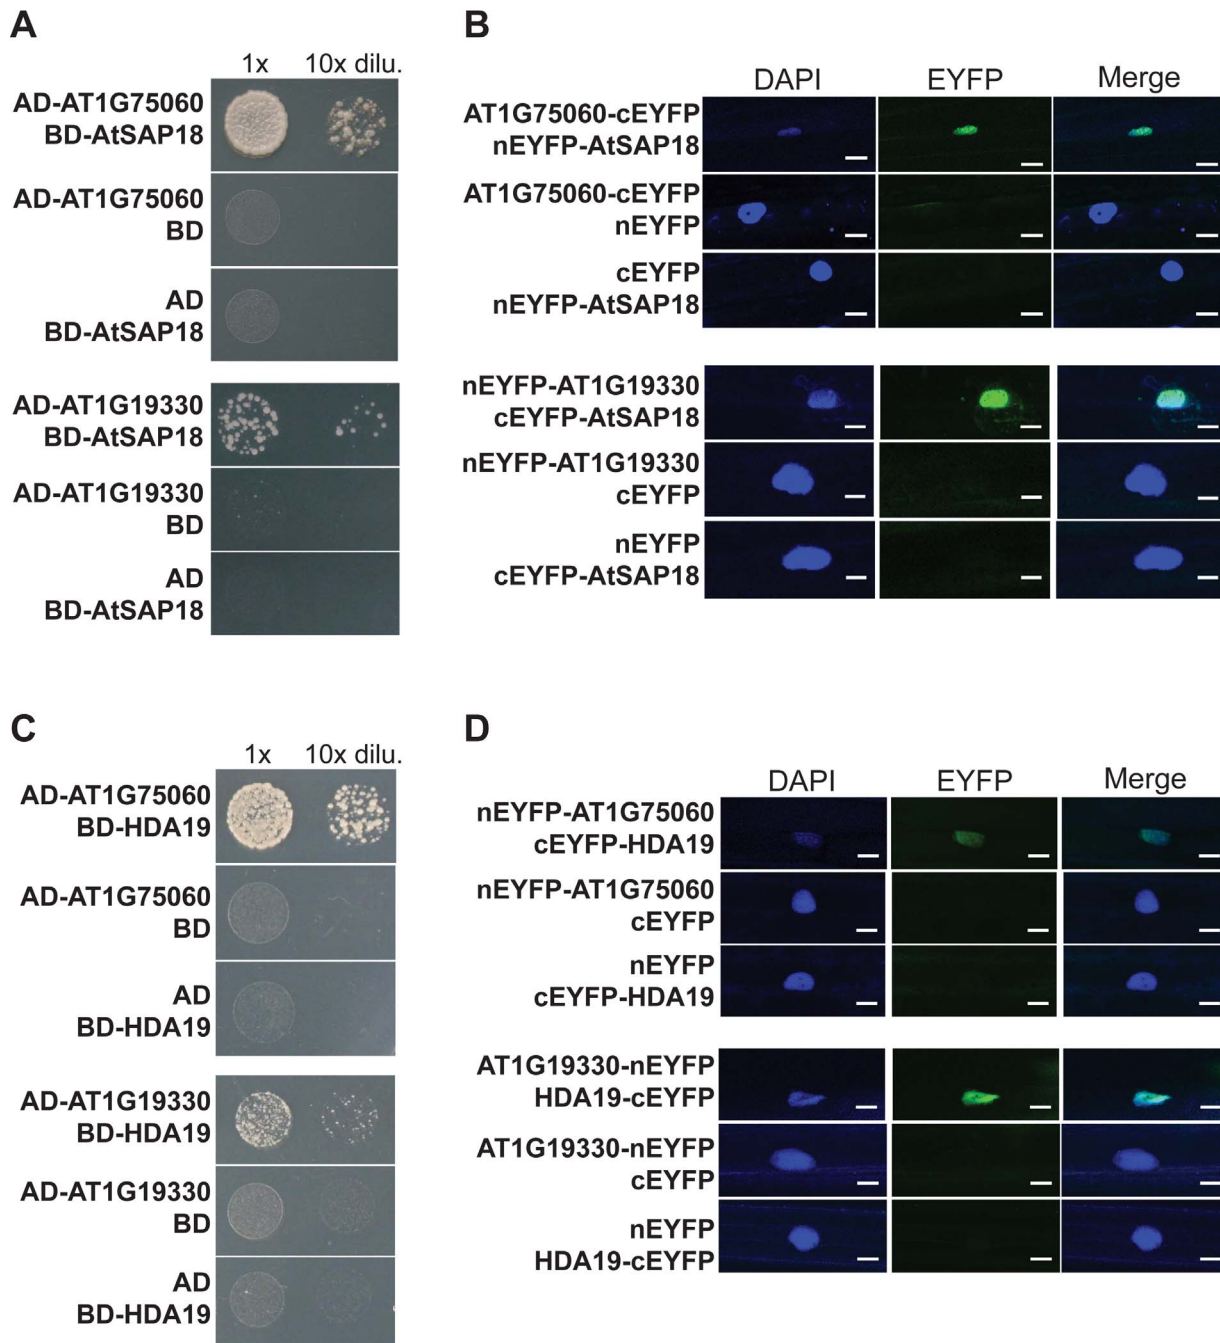 A
1x 10x dilu.
AD-AT1G75060
BD-AtSAP18
AD-AT1G75060
BD
AD
BD-AtSAP18
AD-AT1G19330
BD-AtSAP18
AD-AT1G19330
BD
AD
BD-AtSAP18
B
DAPI EYFP Merge
AT1G75060-cEYFP
nEYFP-AtSAP18
AT1G75060-cEYFP
nEYFP
cEYFP
nEYFP-AtSAP18
nEYFP-AT1G19330
cEYFP-AtSAP18
nEYFP-AT1G19330
cEYFP
nEYFP
cEYFP-AtSAP18
C
1x 10x dilu.
AD-AT1G75060
BD-HDA19
AD-AT1G75060
BD
AD
BD-HDA19
AD-AT1G19330
BD-HDA19
AD-AT1G19330
BD
AD
BD-HDA19
D
DAPI EYFP Merge
nEYFP-AT1G75060
cEYFP-HDA19
nEYFP-AT1G75060
cEYFP
nEYFP
cEYFP-HDA19
AT1G19330-nEYFP
HDA19-cEYFP
AT1G19330-nEYFP
cEYFP
nEYFP
HDA19-cEYFP